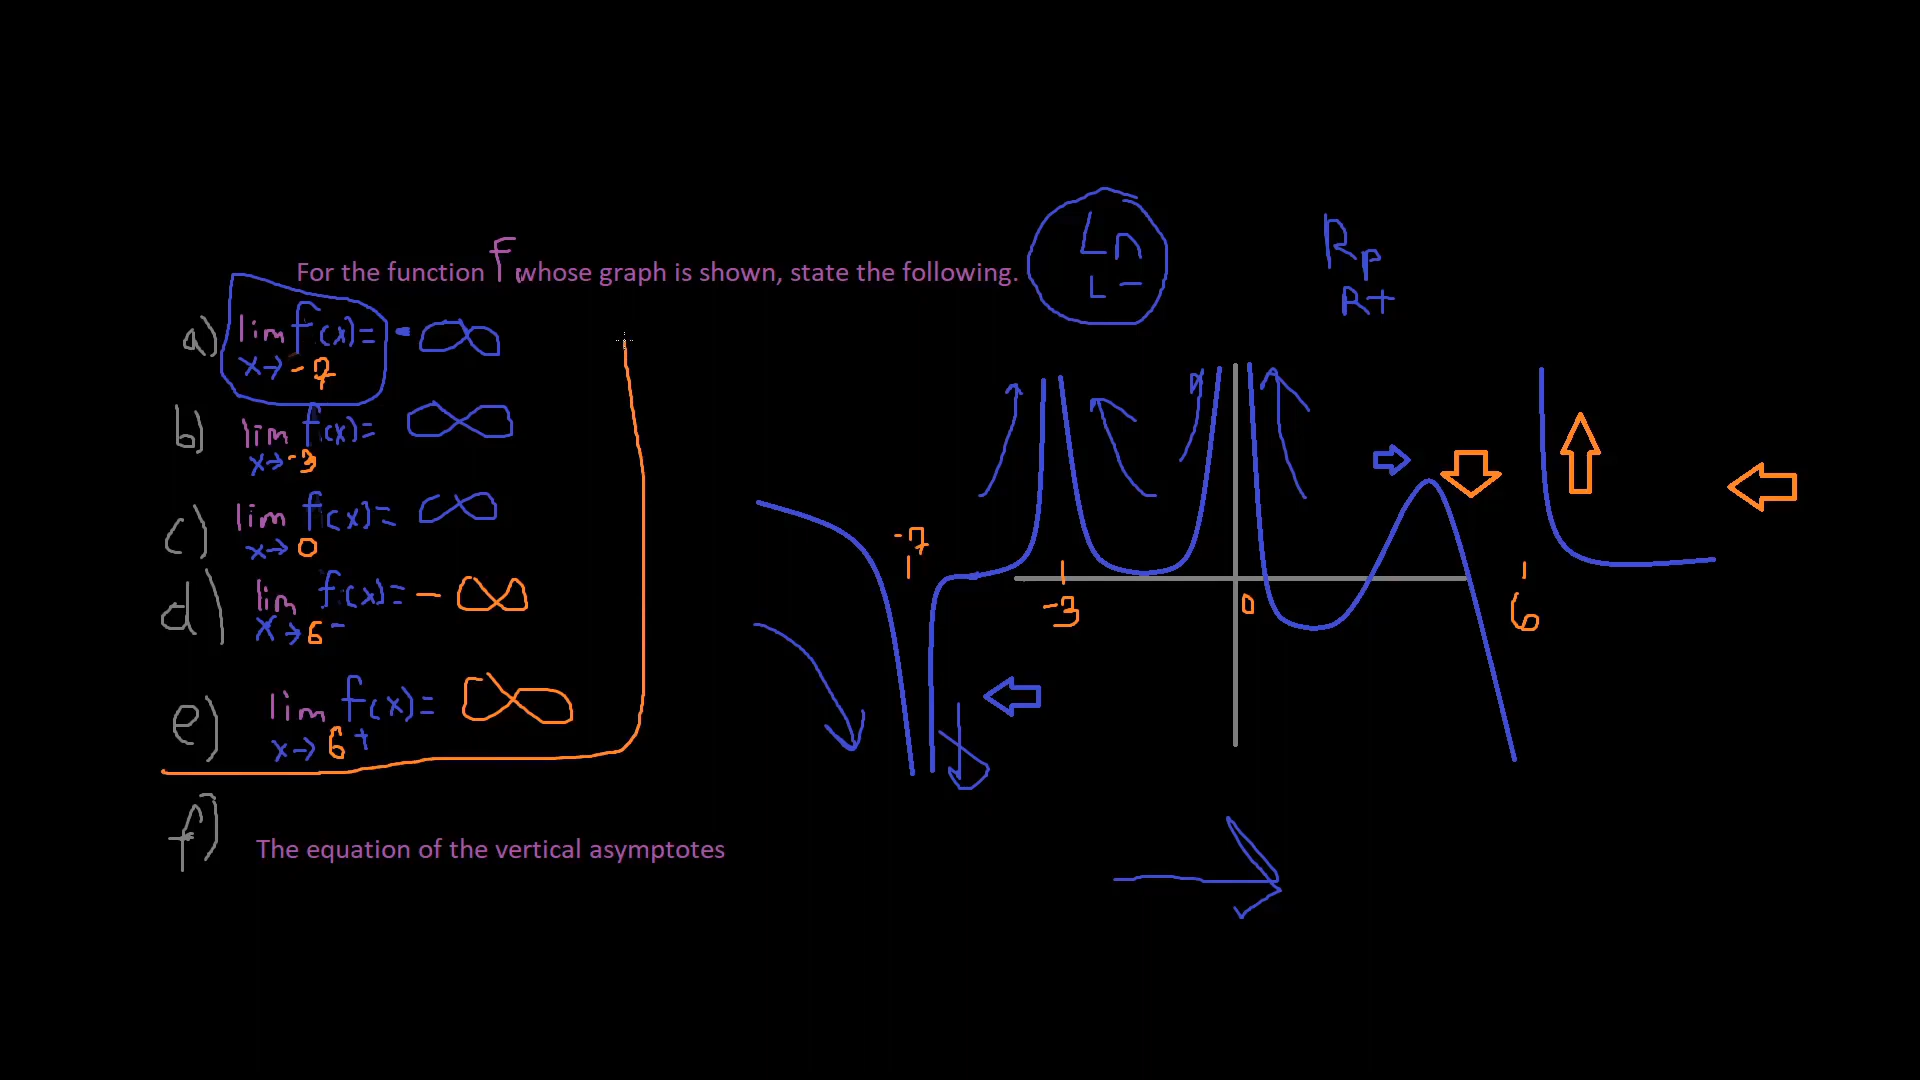 For the function f, whose graph is shown, state the following.
Ln
L-
Rp
R+
a) lim f(x) = -∞
x→ -7
b) lim f(x) = ∞
x→ -3
c) lim f(x) = ∞
x→ 0
d) lim f(x) = - ∞
x→ 6-
e) lim f(x) = ∞
x→ 6+
f) The equation of the vertical asymptotes
-7
-3
0
6